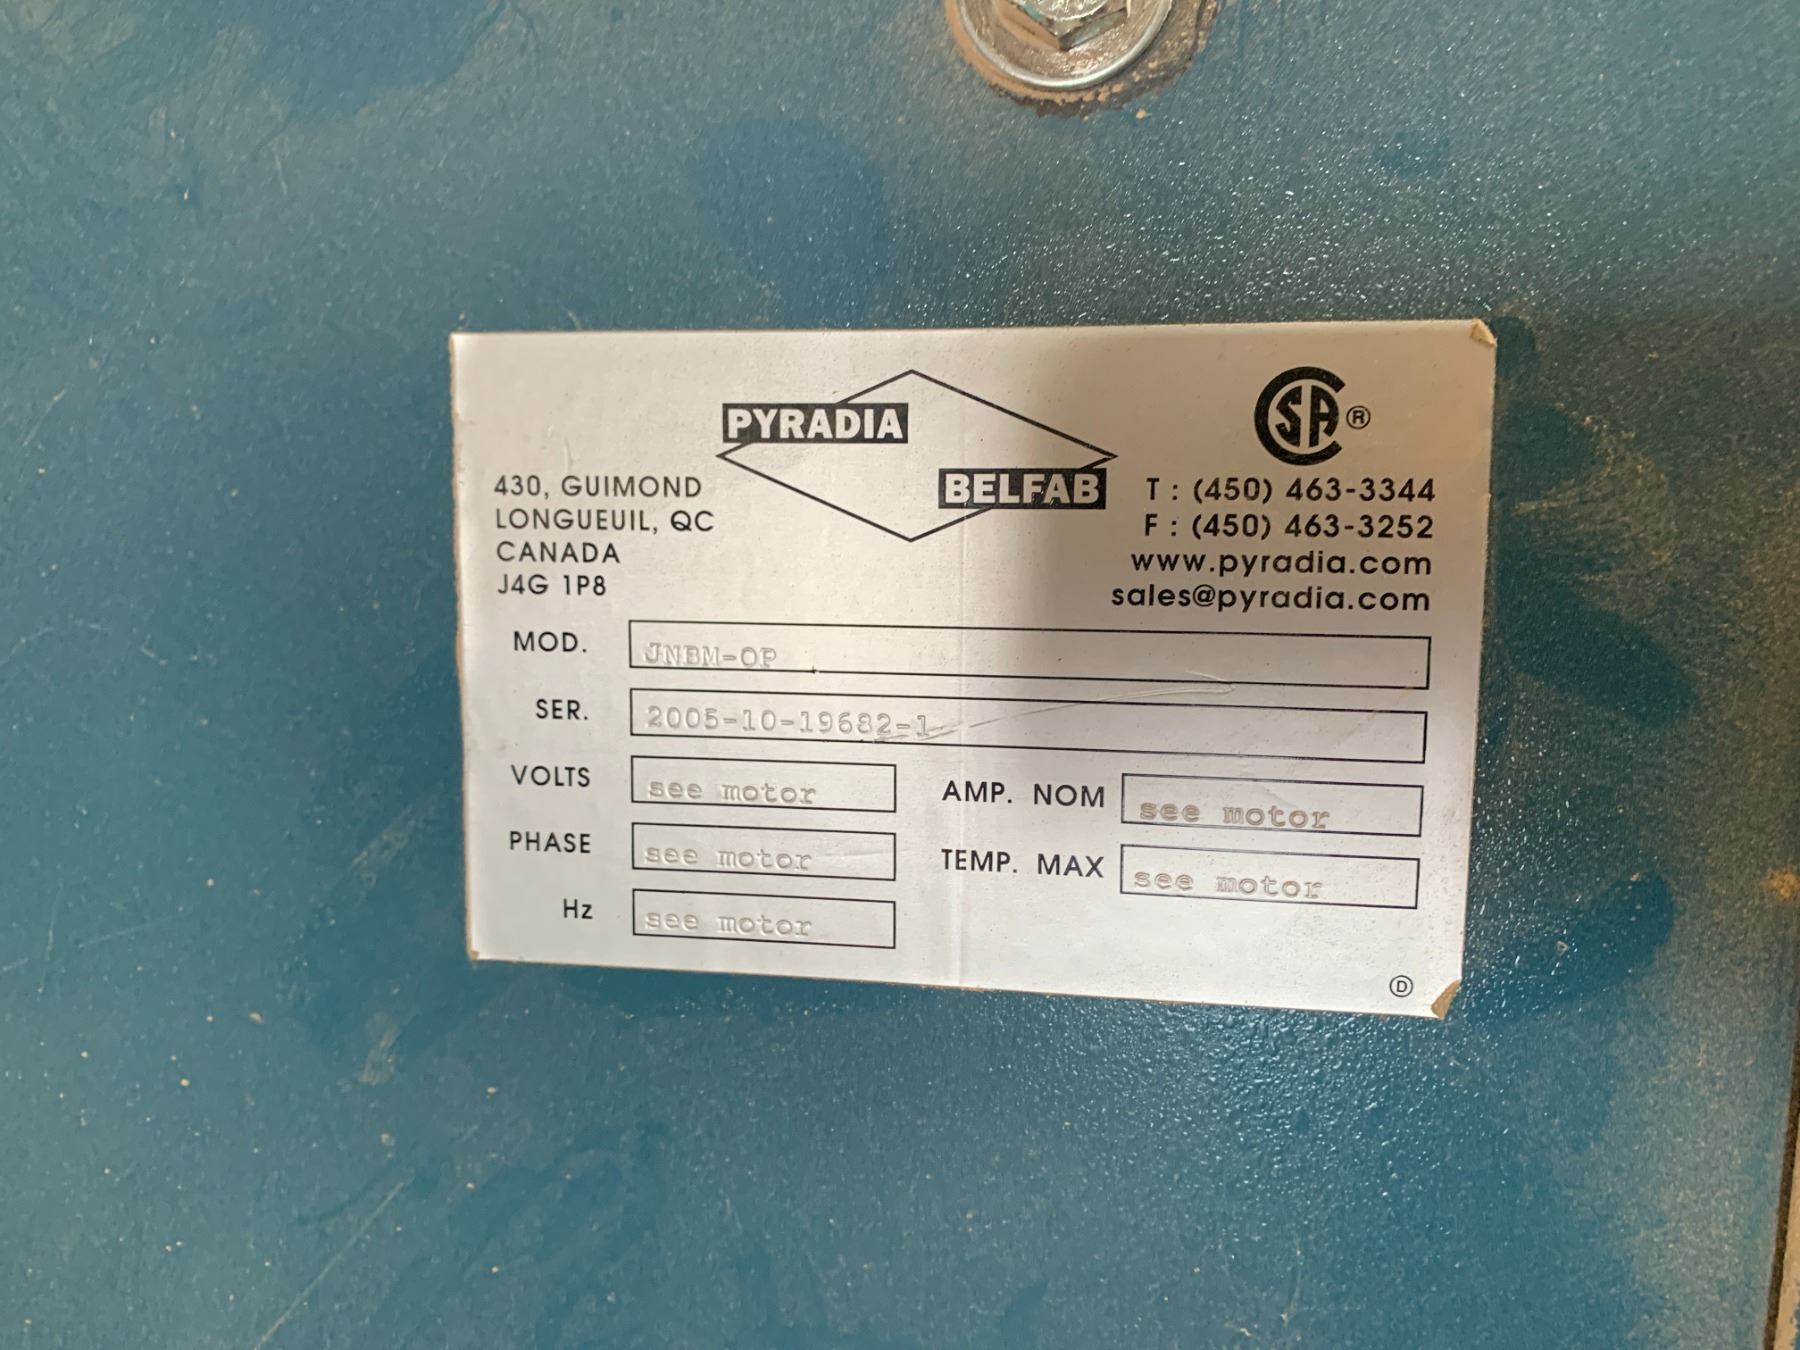 PYRADIA
BELFAB
CSA ®
430, GUIMOND
LONGUEUIL, QC
CANADA
J4G 1P8
T : (450) 463-3344
F : (450) 463-3252
www.pyradia.com
sales@pyradia.com
MOD. JNBM-OP
SER. 2005-10-19682-1
VOLTS see motor
AMP. NOM see motor
PHASE see motor
TEMP. MAX see motor
Hz see motor
Ⓓ